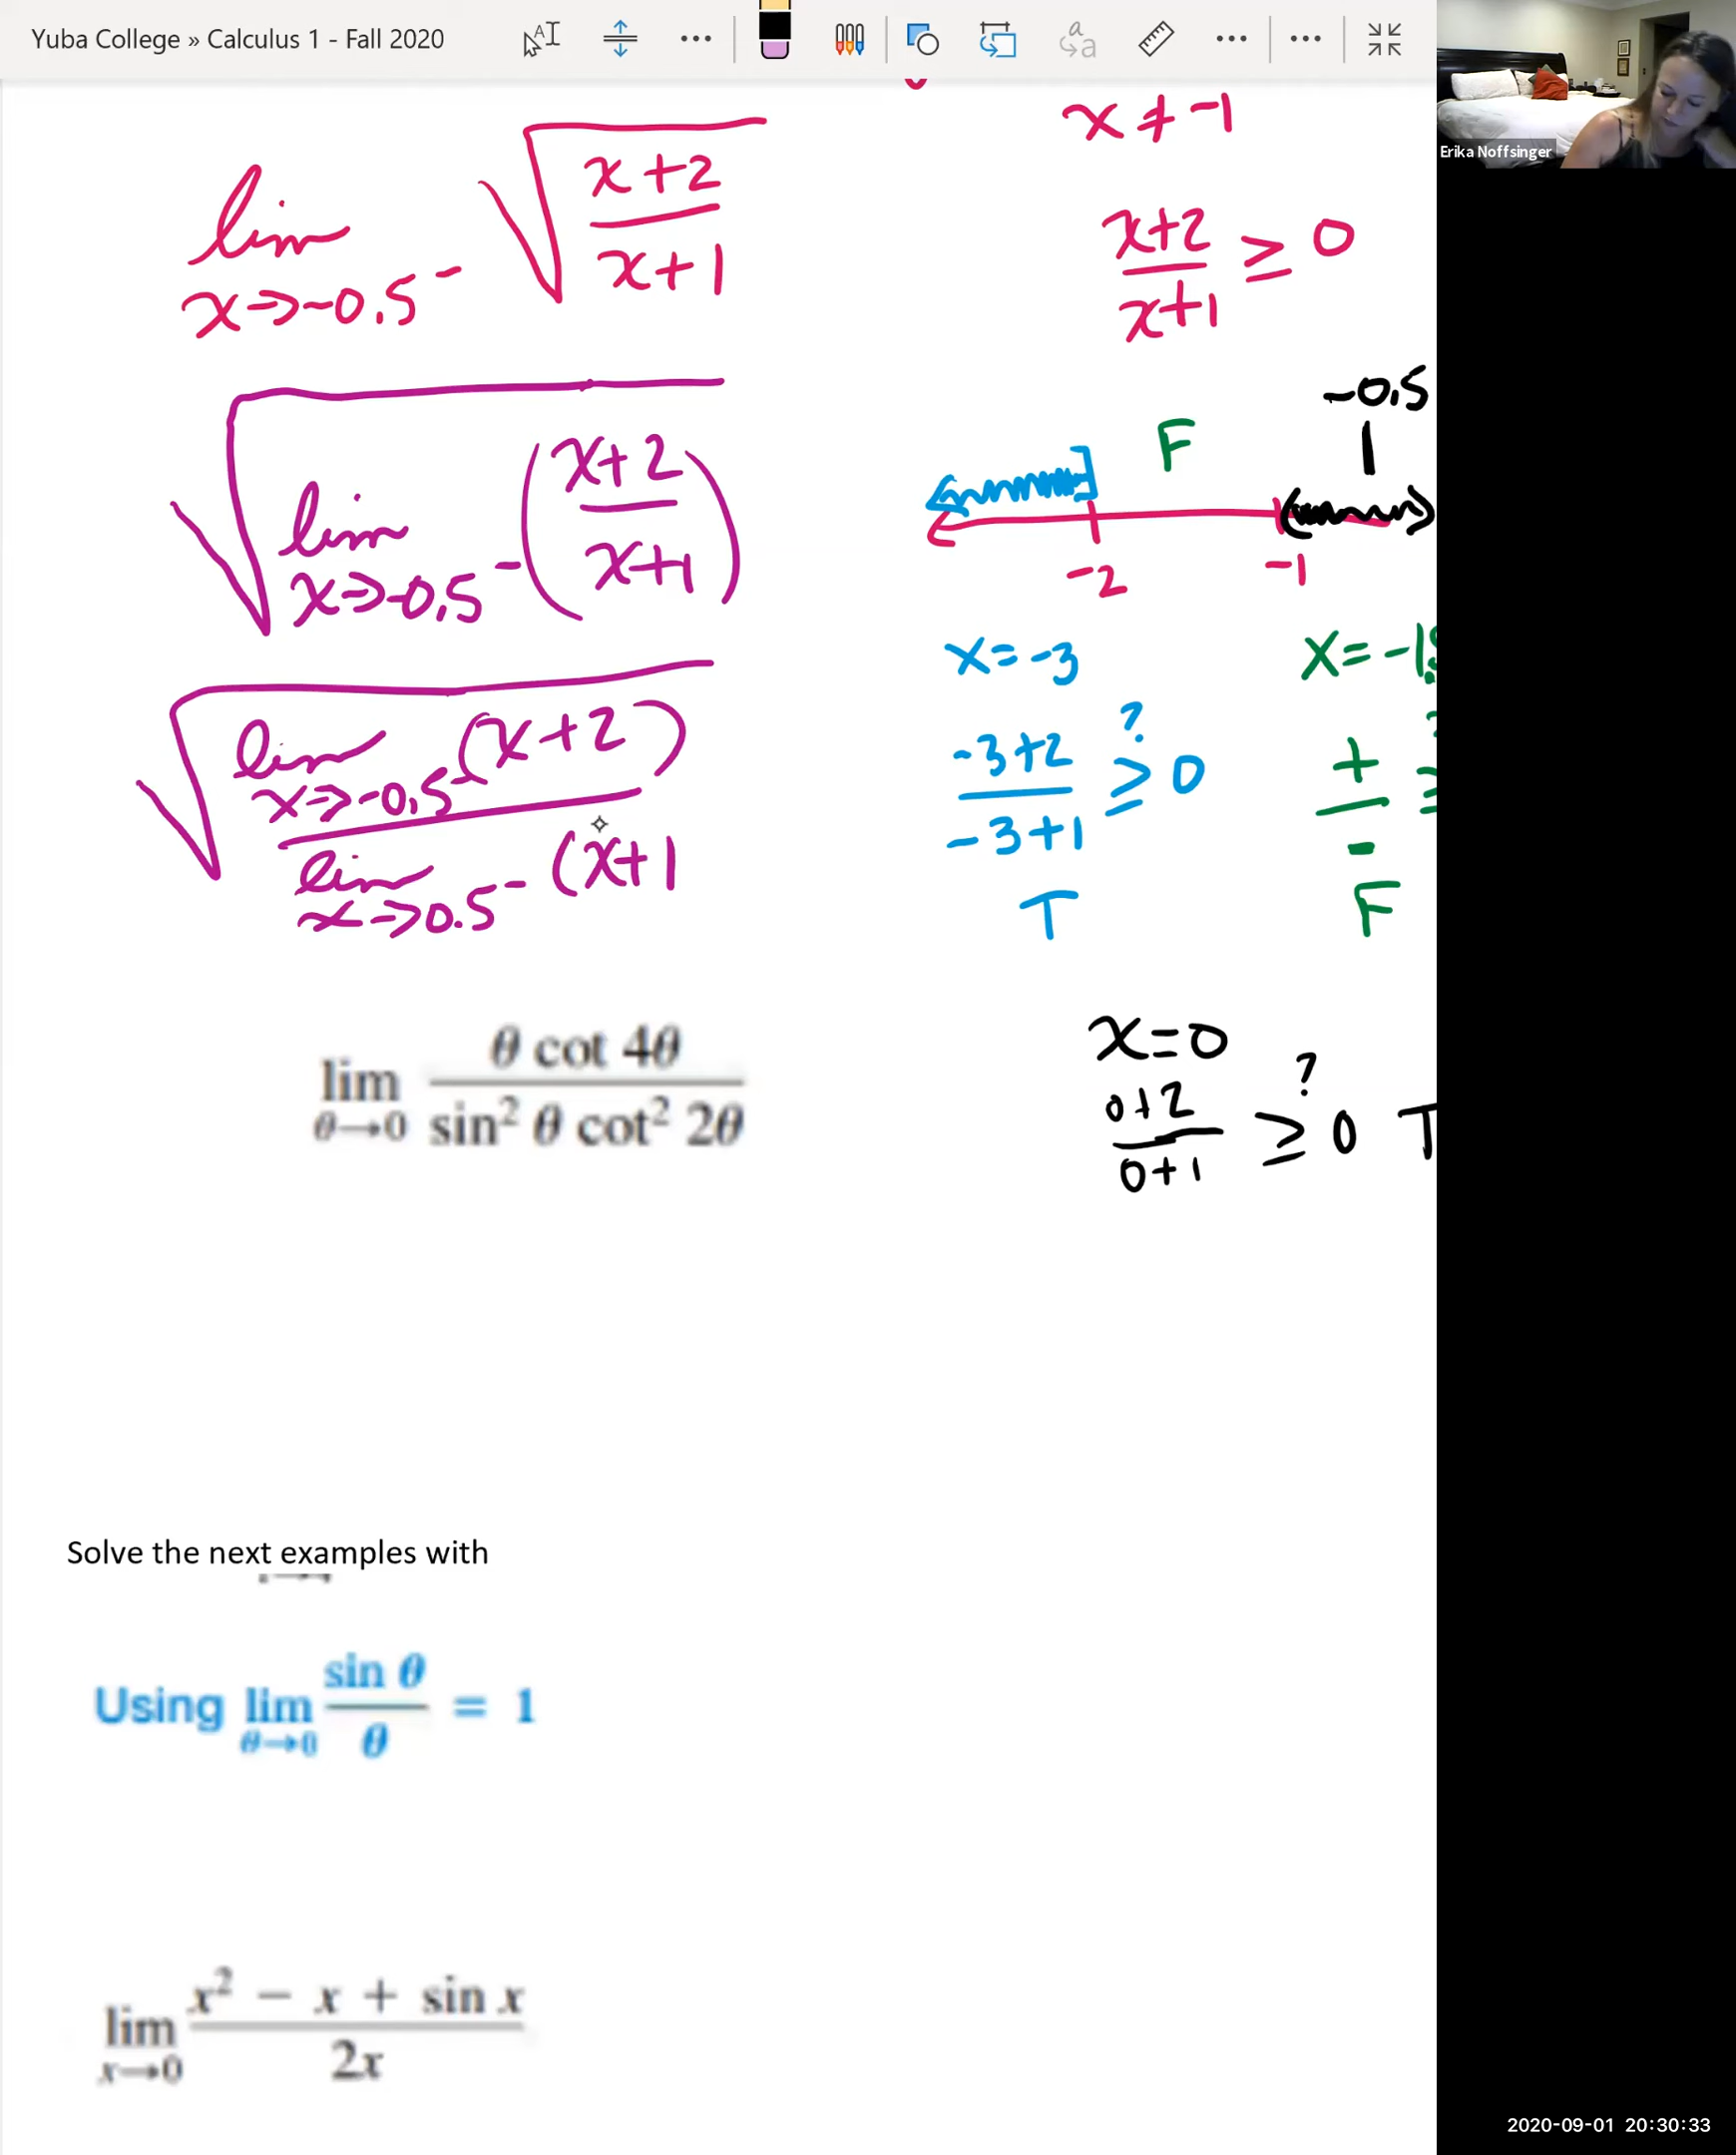 Yuba College » Calculus 1 - Fall 2020
Erika Noffsinger
x ≠ -1
lim x→-0.5⁻ √((x+2)/(x+1))
(x+2)/(x+1) ≥ 0
-0.5
F
√(lim x→-0.5⁻ ((x+2)/(x+1)))
-2 -1
x=-3
x=-1.
√(lim x→-0.5⁻ (x+2) / lim x→0.5⁻ (x+1
(-3+2)/(-3+1) ≥? 0
+/- ≥
T
F
lim θ→0 (θ cot 4θ)/(sin² θ cot² 2θ)
x=0
(0+2)/(0+1) ≥? 0 T
Solve the next examples with
Using lim θ→0 (sin θ)/θ = 1
lim x→0 (x² − x + sin x)/(2x)
2020-09-01 20:30:33